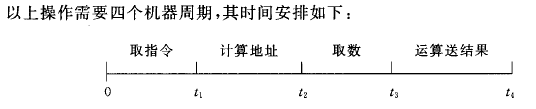 以上操作需要四个机器周期,其时间安排如下:
取指令 计算地址 取数 运算送结果
0 t₁ t₂ t₃ t₄